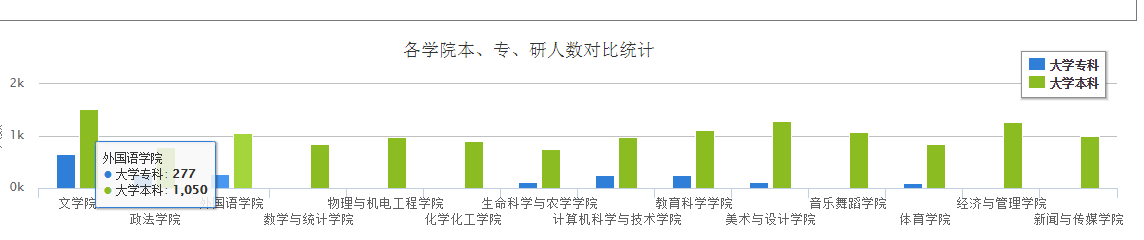 各学院本、专、研人数对比统计
大学专科
大学本科
2k
1k
0k
外国语学院
大学专科: 277
大学本科: 1,050
文学院
政法学院
外国语学院
数学与统计学院
物理与机电工程学院
化学化工学院
生命科学与农学学院
计算机科学与技术学院
教育科学学院
美术与设计学院
音乐舞蹈学院
体育学院
经济与管理学院
新闻与传媒学院